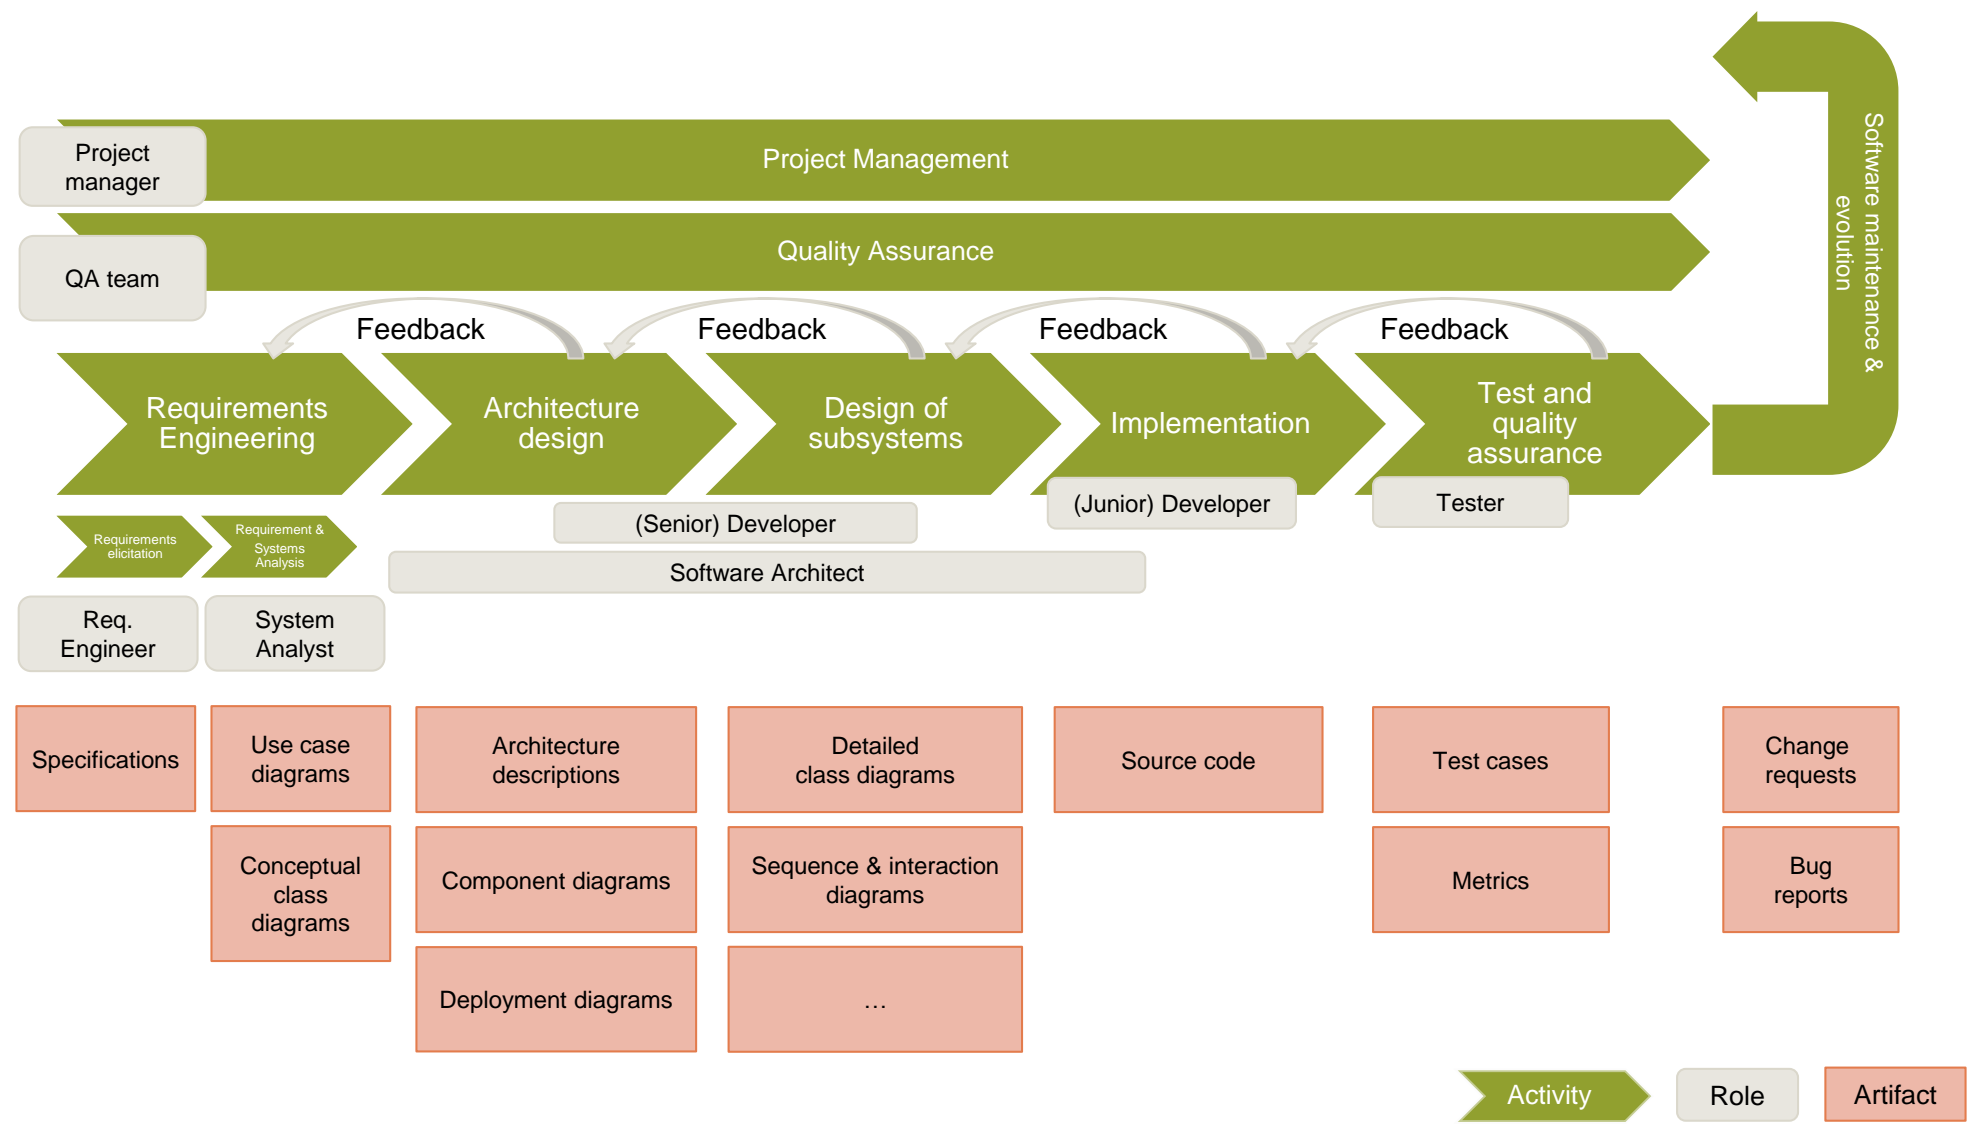 Project
manager
Project Management
QA team
Quality Assurance
Software maintenance &
evolution
Feedback
Feedback
Feedback
Feedback
Requirements
Engineering
Architecture
design
Design of
subsystems
Implementation
Test and
quality
assurance
(Senior) Developer
(Junior) Developer
Tester
Software Architect
Requirements
elicitation
Requirement &
Systems
Analysis
Req.
Engineer
System
Analyst
Specifications
Use case
diagrams
Architecture
descriptions
Detailed
class diagrams
Source code
Test cases
Change
requests
Conceptual
class
diagrams
Component diagrams
Sequence & interaction
diagrams
Metrics
Bug
reports
Deployment diagrams
…
Activity
Role
Artifact